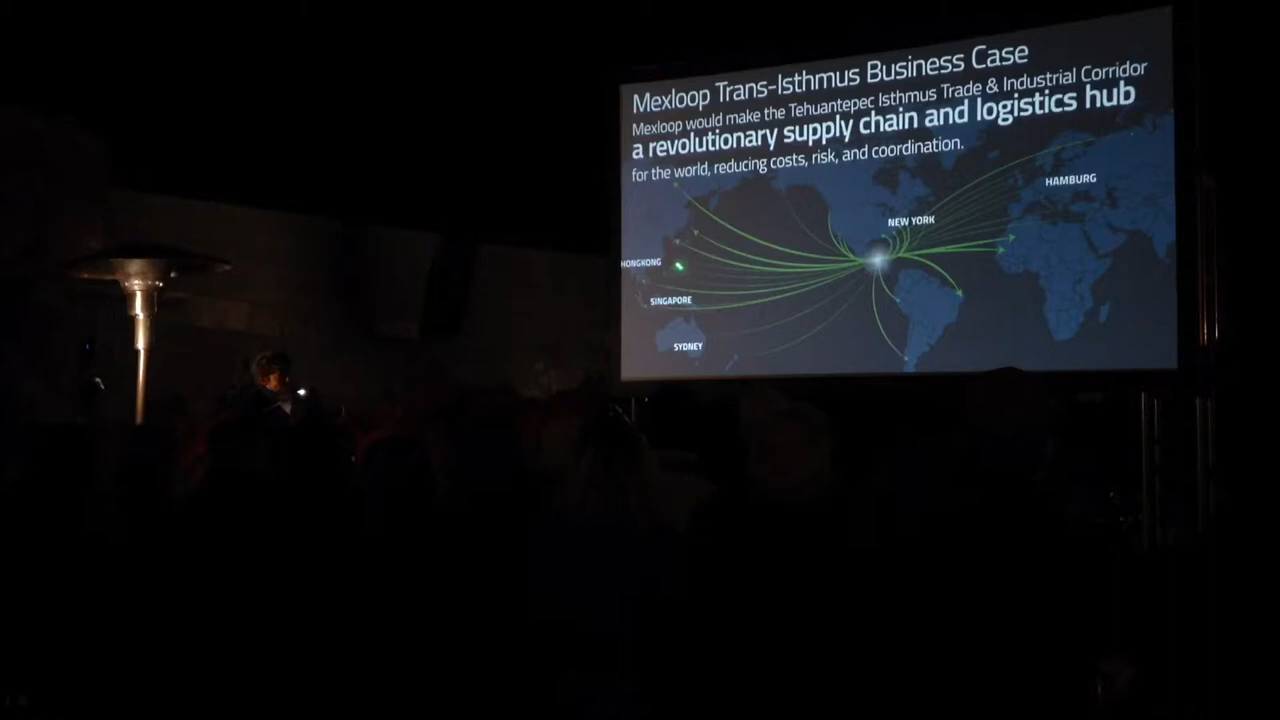 Mexloop Trans-Isthmus Business Case
Mexloop would make the Tehuantepec Isthmus Trade & Industrial Corridor
a revolutionary supply chain and logistics hub
for the world, reducing costs, risk, and coordination.
HAMBURG
NEW YORK
HONGKONG
SINGAPORE
SYDNEY